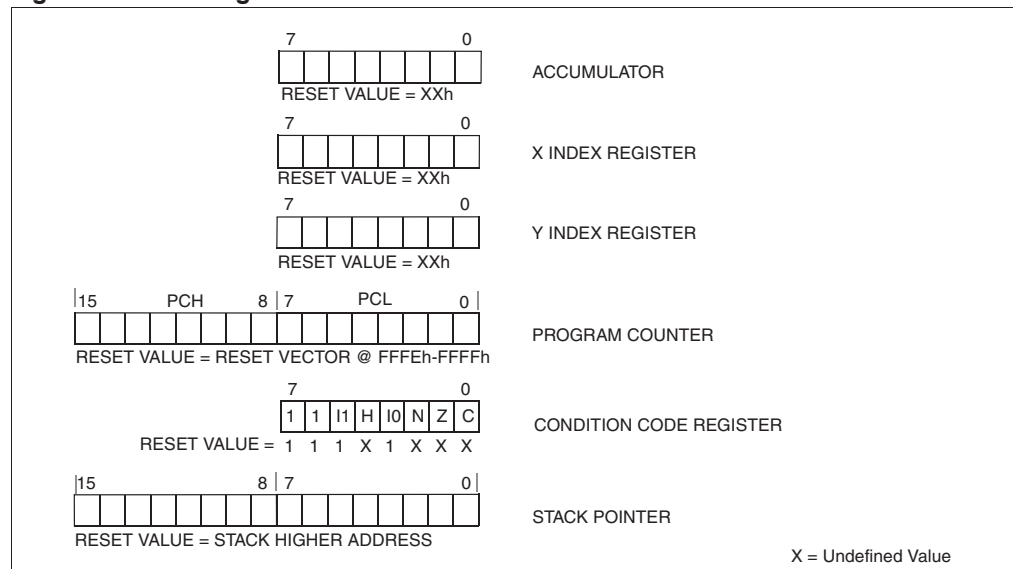 7 0
ACCUMULATOR
RESET VALUE = XXh
7 0
X INDEX REGISTER
RESET VALUE = XXh
7 0
Y INDEX REGISTER
RESET VALUE = XXh
15 PCH 8 7 PCL 0
PROGRAM COUNTER
RESET VALUE = RESET VECTOR @ FFFEh-FFFFh
7 0
1 1 I1 H I0 N Z C
CONDITION CODE REGISTER
RESET VALUE = 1 1 1 X 1 X X X
15 8 7 0
STACK POINTER
RESET VALUE = STACK HIGHER ADDRESS
X = Undefined Value